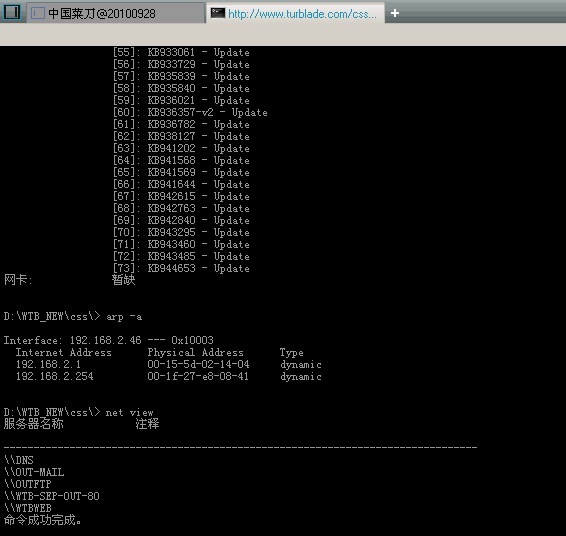 中国菜刀@20100928
http://www.turblade.com/css...
[55]: KB933061 - Update
[56]: KB933729 - Update
[57]: KB935839 - Update
[58]: KB935840 - Update
[59]: KB936021 - Update
[60]: KB936357-v2 - Update
[61]: KB936782 - Update
[62]: KB938127 - Update
[63]: KB941202 - Update
[64]: KB941568 - Update
[65]: KB941569 - Update
[66]: KB941644 - Update
[67]: KB942615 - Update
[68]: KB942763 - Update
[69]: KB942840 - Update
[70]: KB943295 - Update
[71]: KB943460 - Update
[72]: KB943485 - Update
[73]: KB944653 - Update
网卡: 暂缺
D:\WTB_NEW\css\> arp -a
Interface: 192.168.2.46 --- 0x10003
Internet Address Physical Address Type
192.168.2.1 00-15-5d-02-14-04 dynamic
192.168.2.254 00-1f-27-e8-08-41 dynamic
D:\WTB_NEW\css\> net view
服务器名称 注释
-------------------------------------------------------------------------------
\\DNS
\\OUT-MAIL
\\OUTFTP
\\WTB-SEP-OUT-80
\\WTBWEB
命令成功完成。